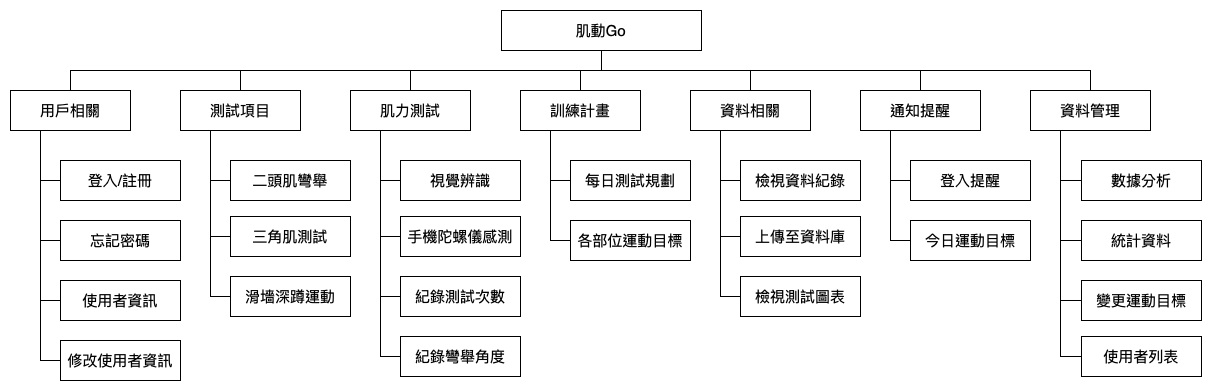 肌動Go
用戶相關
登入/註冊
忘記密碼
使用者資訊
修改使用者資訊
測試項目
二頭肌彎舉
三角肌測試
滑墻深蹲運動
肌力測試
視覺辨識
手機陀螺儀感測
紀錄測試次數
紀錄彎舉角度
訓練計畫
每日測試規劃
各部位運動目標
資料相關
檢視資料紀錄
上傳至資料庫
檢視測試圖表
通知提醒
登入提醒
今日運動目標
資料管理
數據分析
統計資料
變更運動目標
使用者列表